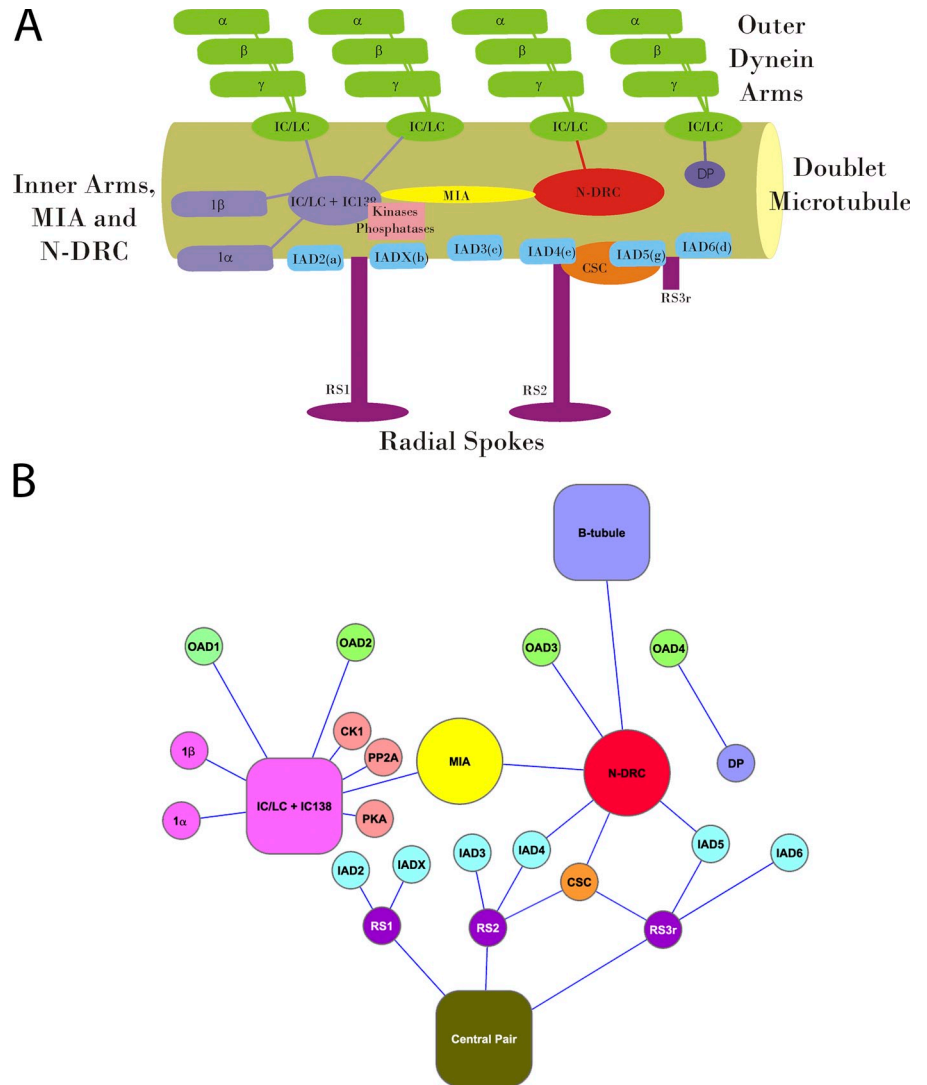 A
α α α α
β β β β
γ γ γ γ
Outer
Dynein
Arms
IC/LC IC/LC IC/LC IC/LC
Inner Arms,
MIA and
N-DRC
Doublet
Microtubule
DP
1β
IC/LC + IC138
MIA
N-DRC
Kinases
Phosphatases
1α
IAD2(a)
IADX(b)
IAD3(c)
IAD4(e)
CSC
IAD5(g)
IAD6(d)
RS3r
RS1
RS2
Radial Spokes
B
B-tubule
OAD1
OAD2
OAD3
OAD4
CK1
1β
PP2A
MIA
N-DRC
DP
IC/LC + IC138
1α
PKA
IAD2
IADX
IAD3
IAD4
IAD5
IAD6
CSC
RS1
RS2
RS3r
Central Pair